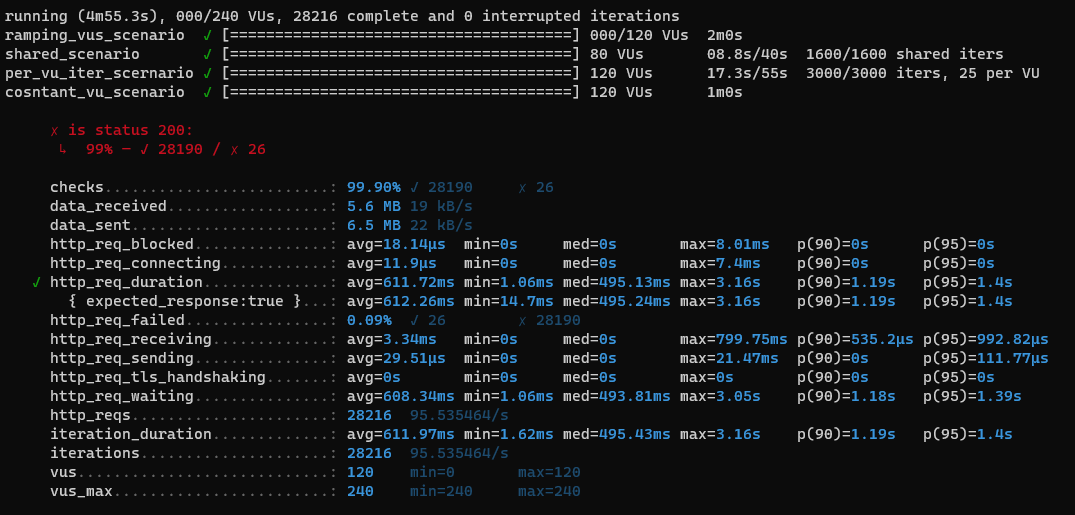 running (4m55.3s), 000/240 VUs, 28216 complete and 0 interrupted iterations
ramping_vus_scenario ✓ [======================================] 000/120 VUs 2m0s
shared_scenario ✓ [======================================] 80 VUs 08.8s/40s 1600/1600 shared iters
per_vu_iter_scernario ✓ [======================================] 120 VUs 17.3s/55s 3000/3000 iters, 25 per VU
cosntant_vu_scenario ✓ [======================================] 120 VUs 1m0s
✗ is status 200:
↳ 99% — ✓ 28190 / ✗ 26
checks.........................: 99.90% ✓ 28190 ✗ 26
data_received..................: 5.6 MB 19 kB/s
data_sent......................: 6.5 MB 22 kB/s
http_req_blocked...............: avg=18.14µs min=0s med=0s max=8.01ms p(90)=0s p(95)=0s
http_req_connecting............: avg=11.9µs min=0s med=0s max=7.4ms p(90)=0s p(95)=0s
✓ http_req_duration..............: avg=611.72ms min=1.06ms med=495.13ms max=3.16s p(90)=1.19s p(95)=1.4s
{ expected_response:true }...: avg=612.26ms min=14.7ms med=495.24ms max=3.16s p(90)=1.19s p(95)=1.4s
http_req_failed................: 0.09% ✓ 26 ✗ 28190
http_req_receiving.............: avg=3.34ms min=0s med=0s max=799.75ms p(90)=535.2µs p(95)=992.82µs
http_req_sending...............: avg=29.51µs min=0s med=0s max=21.47ms p(90)=0s p(95)=111.77µs
http_req_tls_handshaking.......: avg=0s min=0s med=0s max=0s p(90)=0s p(95)=0s
http_req_waiting...............: avg=608.34ms min=1.06ms med=493.81ms max=3.05s p(90)=1.18s p(95)=1.39s
http_reqs......................: 28216 95.535464/s
iteration_duration.............: avg=611.97ms min=1.62ms med=495.43ms max=3.16s p(90)=1.19s p(95)=1.4s
iterations.....................: 28216 95.535464/s
vus............................: 120 min=0 max=120
vus_max........................: 240 min=240 max=240